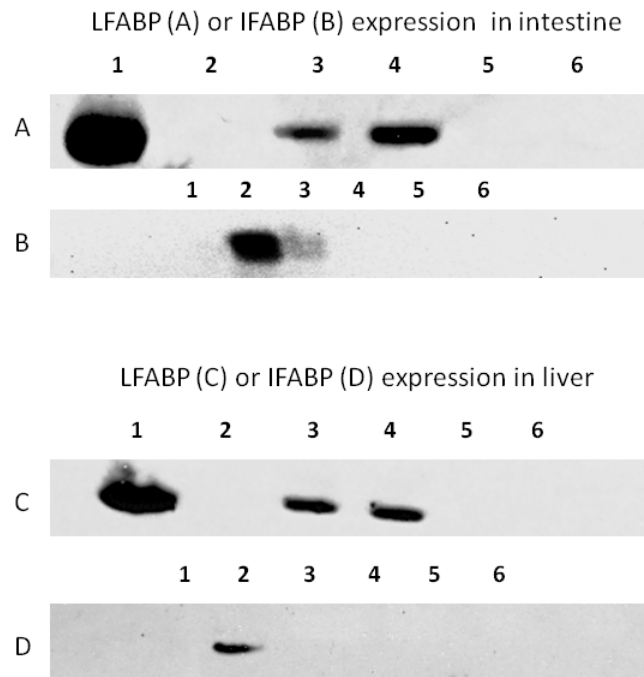 LFABP (A) or IFABP (B) expression in intestine
1 2 3 4 5 6
A
1 2 3 4 5 6
B
LFABP (C) or IFABP (D) expression in liver
1 2 3 4 5 6
C
1 2 3 4 5 6
D